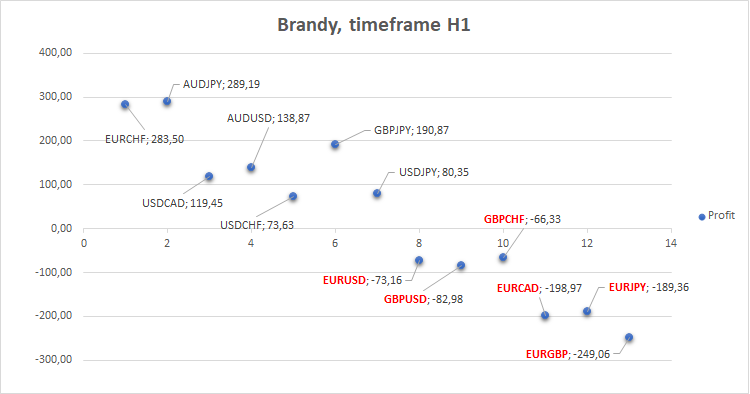 Brandy, timeframe H1
400,00
300,00
200,00
100,00
0,00
-100,00
-200,00
-300,00
0
2
4
6
8
10
12
14
EURCHF; 283,50
AUDJPY; 289,19
USDCAD; 119,45
AUDUSD; 138,87
USDCHF; 73,63
GBPJPY; 190,87
USDJPY; 80,35
EURUSD; -73,16
GBPUSD; -82,98
GBPCHF; -66,33
EURCAD; -198,97
EURJPY; -189,36
EURGBP; -249,06
Profit